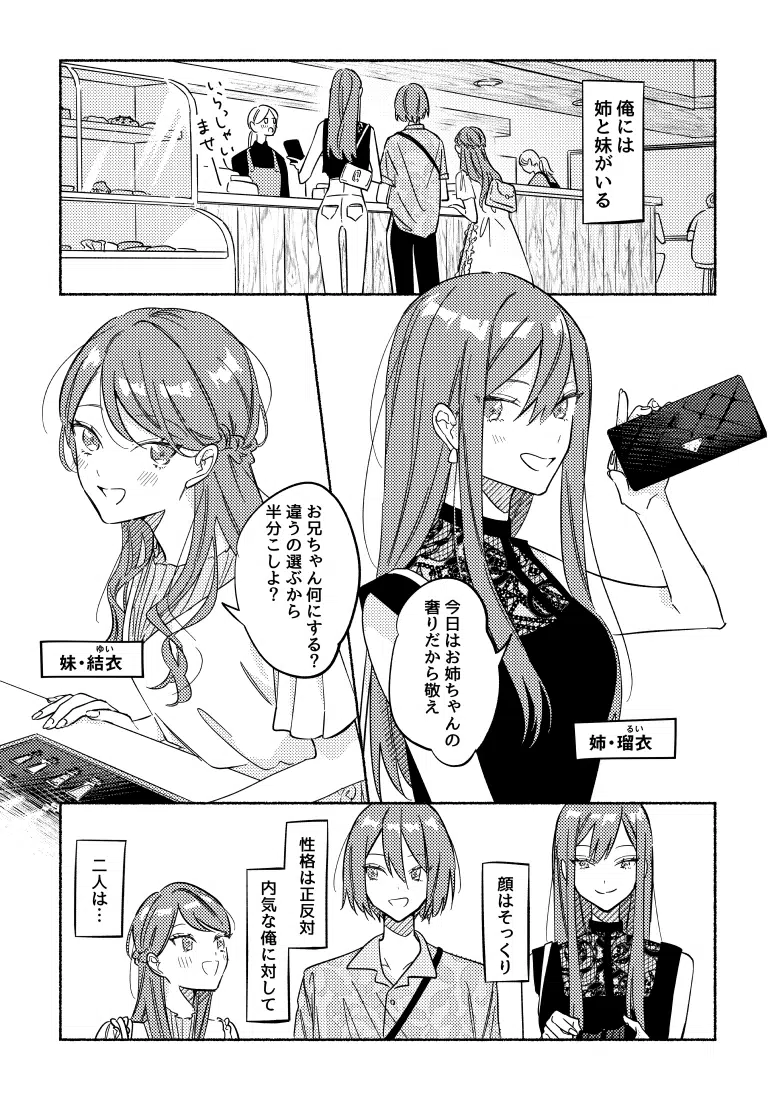 俺には
姉と妹がいる
いらっしゃい
ませー
今日はお姉ちゃんの
奢りだから敬え
姉・瑠衣
るい
お兄ちゃん何にする?
違うの選ぶから
半分こしよ?
妹・結衣
ゆい
顔はそっくり
性格は正反対
内気な俺に対して
二人は…